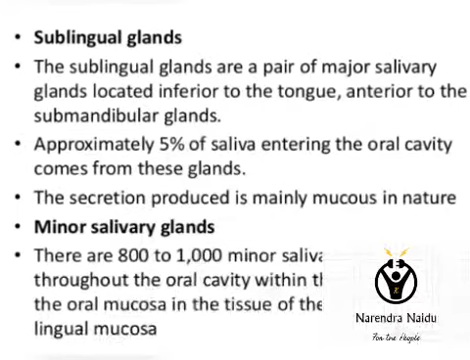 • Sublingual glands
• The sublingual glands are a pair of major salivary
glands located inferior to the tongue, anterior to the
submandibular glands.
• Approximately 5% of saliva entering the oral cavity
comes from these glands.
• The secretion produced is mainly mucous in nature
• Minor salivary glands
• There are 800 to 1,000 minor
throughout the oral cavity within
the oral mucosa in the tissue of the
lingual mucosa
Narendra Naidu
For the People